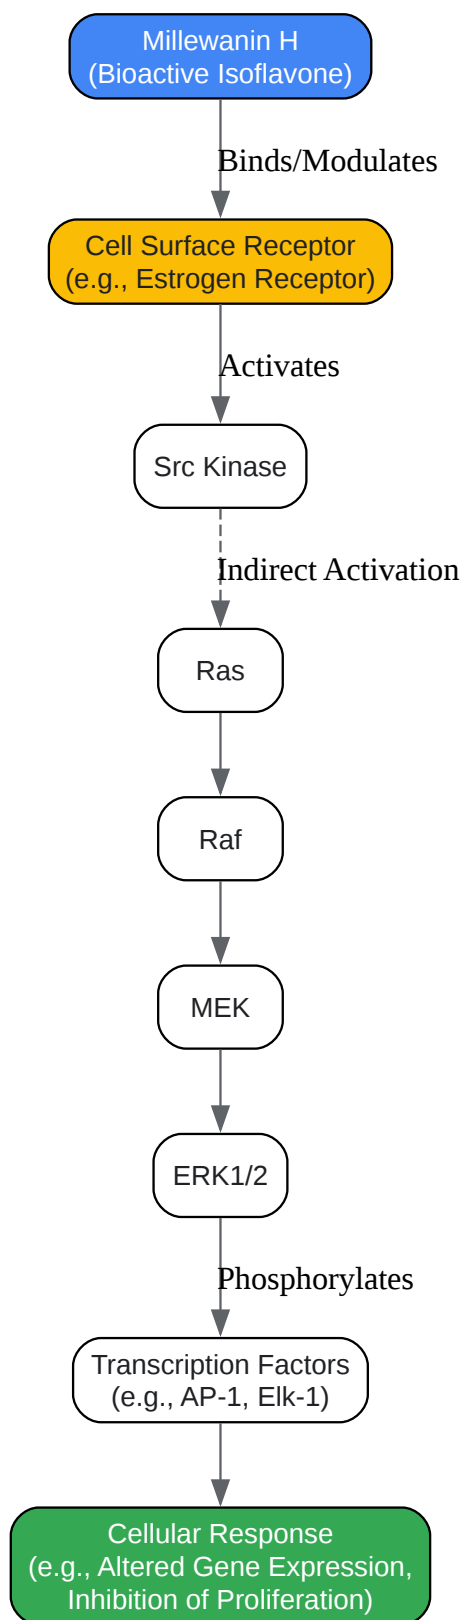 Millewanin H
(Bioactive Isoflavone)
Binds/Modulates
Cell Surface Receptor
(e.g., Estrogen Receptor)
Activates
Src Kinase
Indirect Activation
Ras
Raf
MEK
ERK1/2
Phosphorylates
Transcription Factors
(e.g., AP-1, Elk-1)
Cellular Response
(e.g., Altered Gene Expression,
Inhibition of Proliferation)